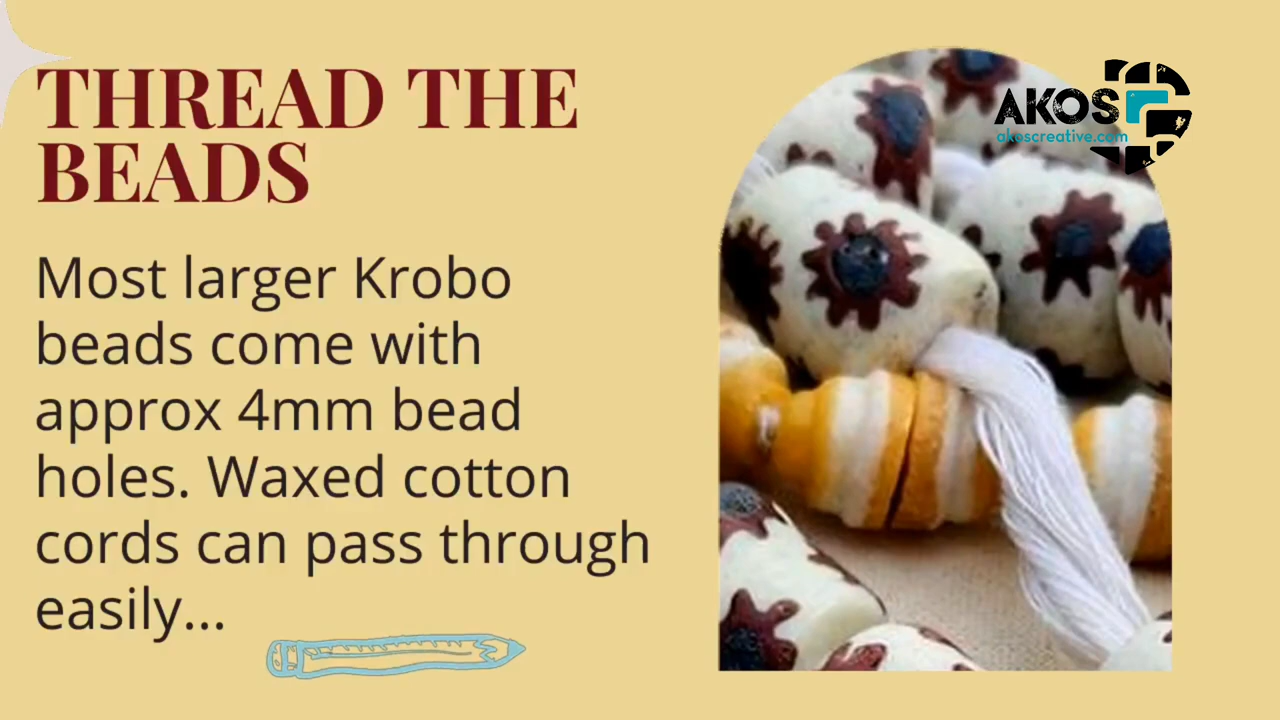 THREAD THE
BEADS
Most larger Krobo
beads come with
approx 4mm bead
holes. Waxed cotton
cords can pass through
easily...
AKOS
akoscreative.com